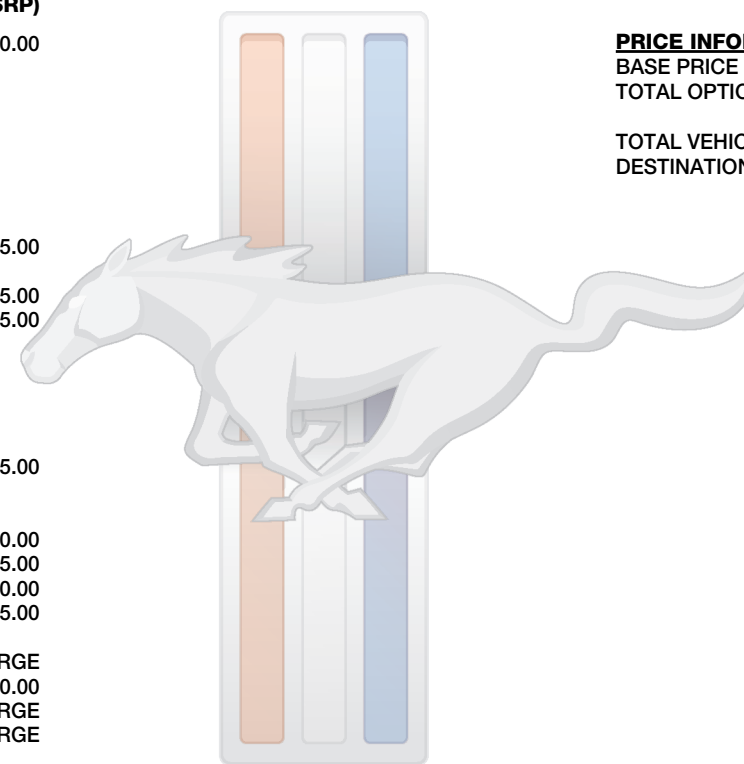 SRP)
0.00
5.00
5.00
5.00
5.00
0.00
5.00
0.00
5.00
RGE
0.00
RGE
RGE
PRICE INFO
BASE PRICE
TOTAL OPTIO
TOTAL VEHIC
DESTINATION